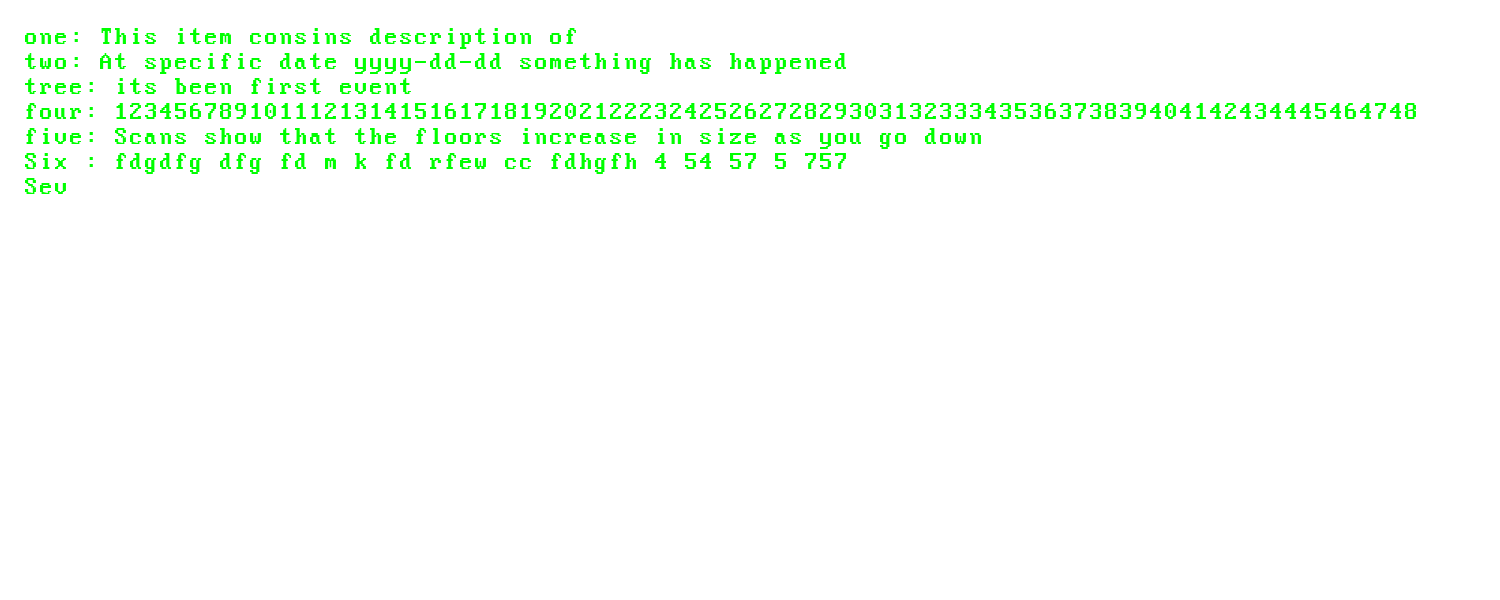 one: This item consins description of
two: At specific date yyyy-dd-dd something has happened
tree: its been first event
four: 123456789101112131415161718192021222324252627282930313233343536373839404142434445464748
five: Scans show that the floors increase in size as you go down
Six : fdgdfg dfg fd m k fd rfew cc fdhgfh 4 54 57 5 757
Sev